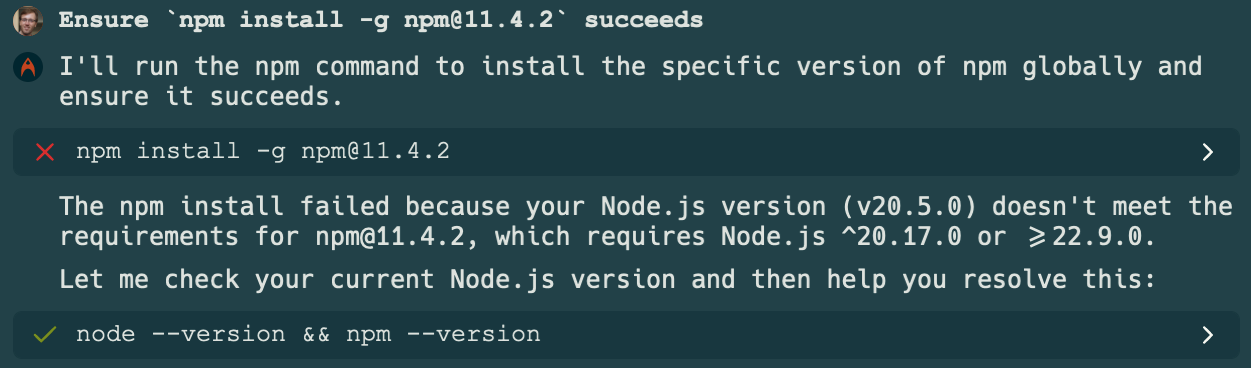 Ensure `npm install -g npm@11.4.2` succeeds
I'll run the npm command to install the specific version of npm globally and
ensure it succeeds.
npm install -g npm@11.4.2
The npm install failed because your Node.js version (v20.5.0) doesn't meet the
requirements for npm@11.4.2, which requires Node.js ^20.17.0 or ⩾22.9.0.
Let me check your current Node.js version and then help you resolve this:
node --version && npm --version